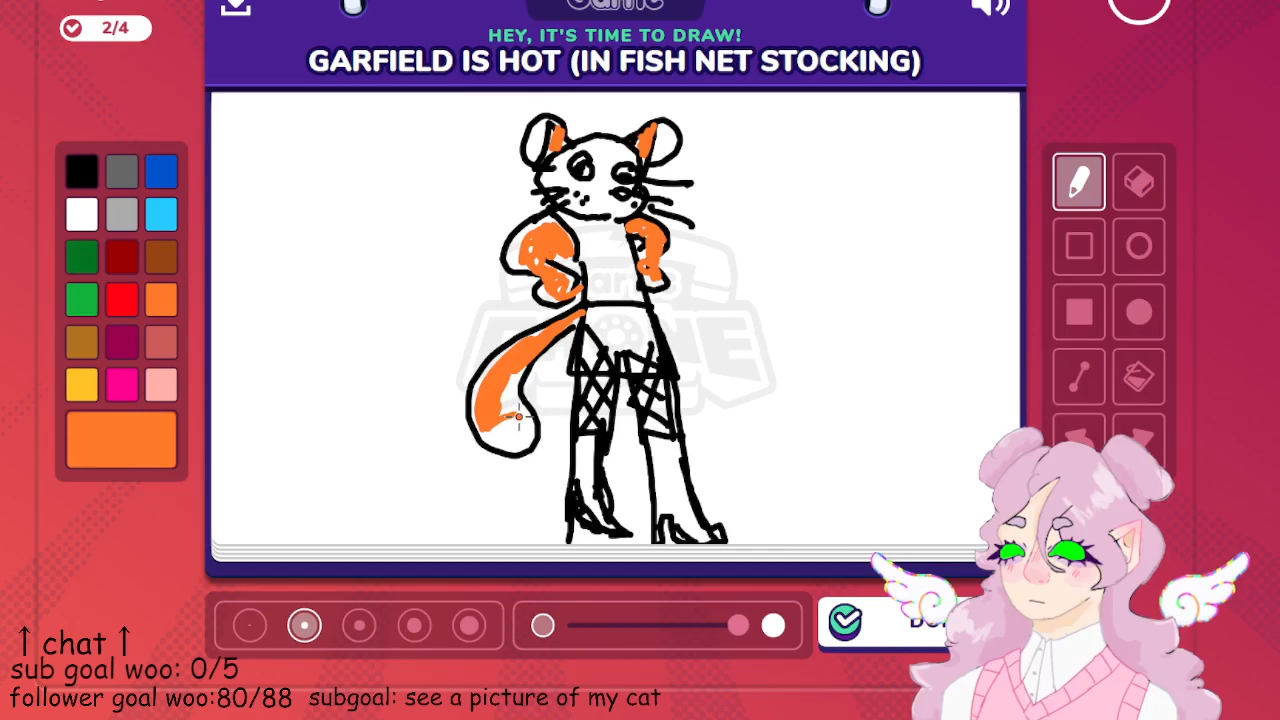 2/4
HEY, IT'S TIME TO DRAW!
GARFIELD IS HOT (IN FISH NET STOCKING)
↑ chat ↑
sub goal woo: 0/5
follower goal woo:80/88 subgoal: see a picture of my cat